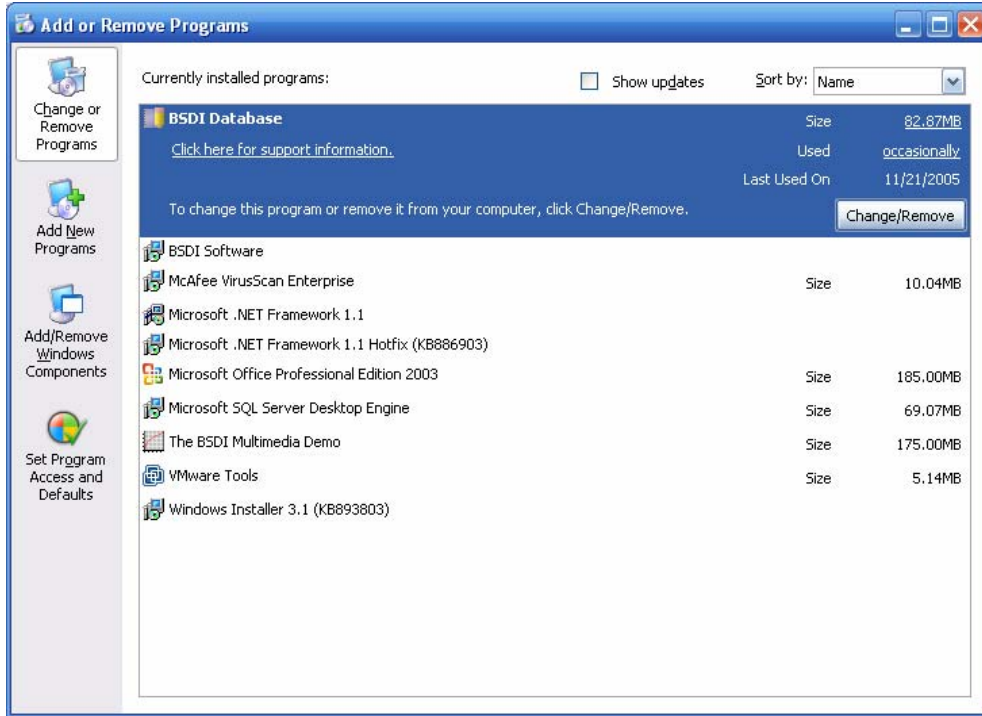 Add or Remove Programs
Change or
Remove
Programs
Add New
Programs
Add/Remove
Windows
Components
Set Program
Access and
Defaults
Currently installed programs:
Show updates
Sort by: Name
BSDI Database
Size 82.87MB
Click here for support information.
Used occasionally
Last Used On 11/21/2005
To change this program or remove it from your computer, click Change/Remove.
Change/Remove
BSDI Software
McAfee VirusScan Enterprise Size 10.04MB
Microsoft .NET Framework 1.1
Microsoft .NET Framework 1.1 Hotfix (KB886903)
Microsoft Office Professional Edition 2003 Size 185.00MB
Microsoft SQL Server Desktop Engine Size 69.07MB
The BSDI Multimedia Demo Size 175.00MB
VMware Tools Size 5.14MB
Windows Installer 3.1 (KB893803)